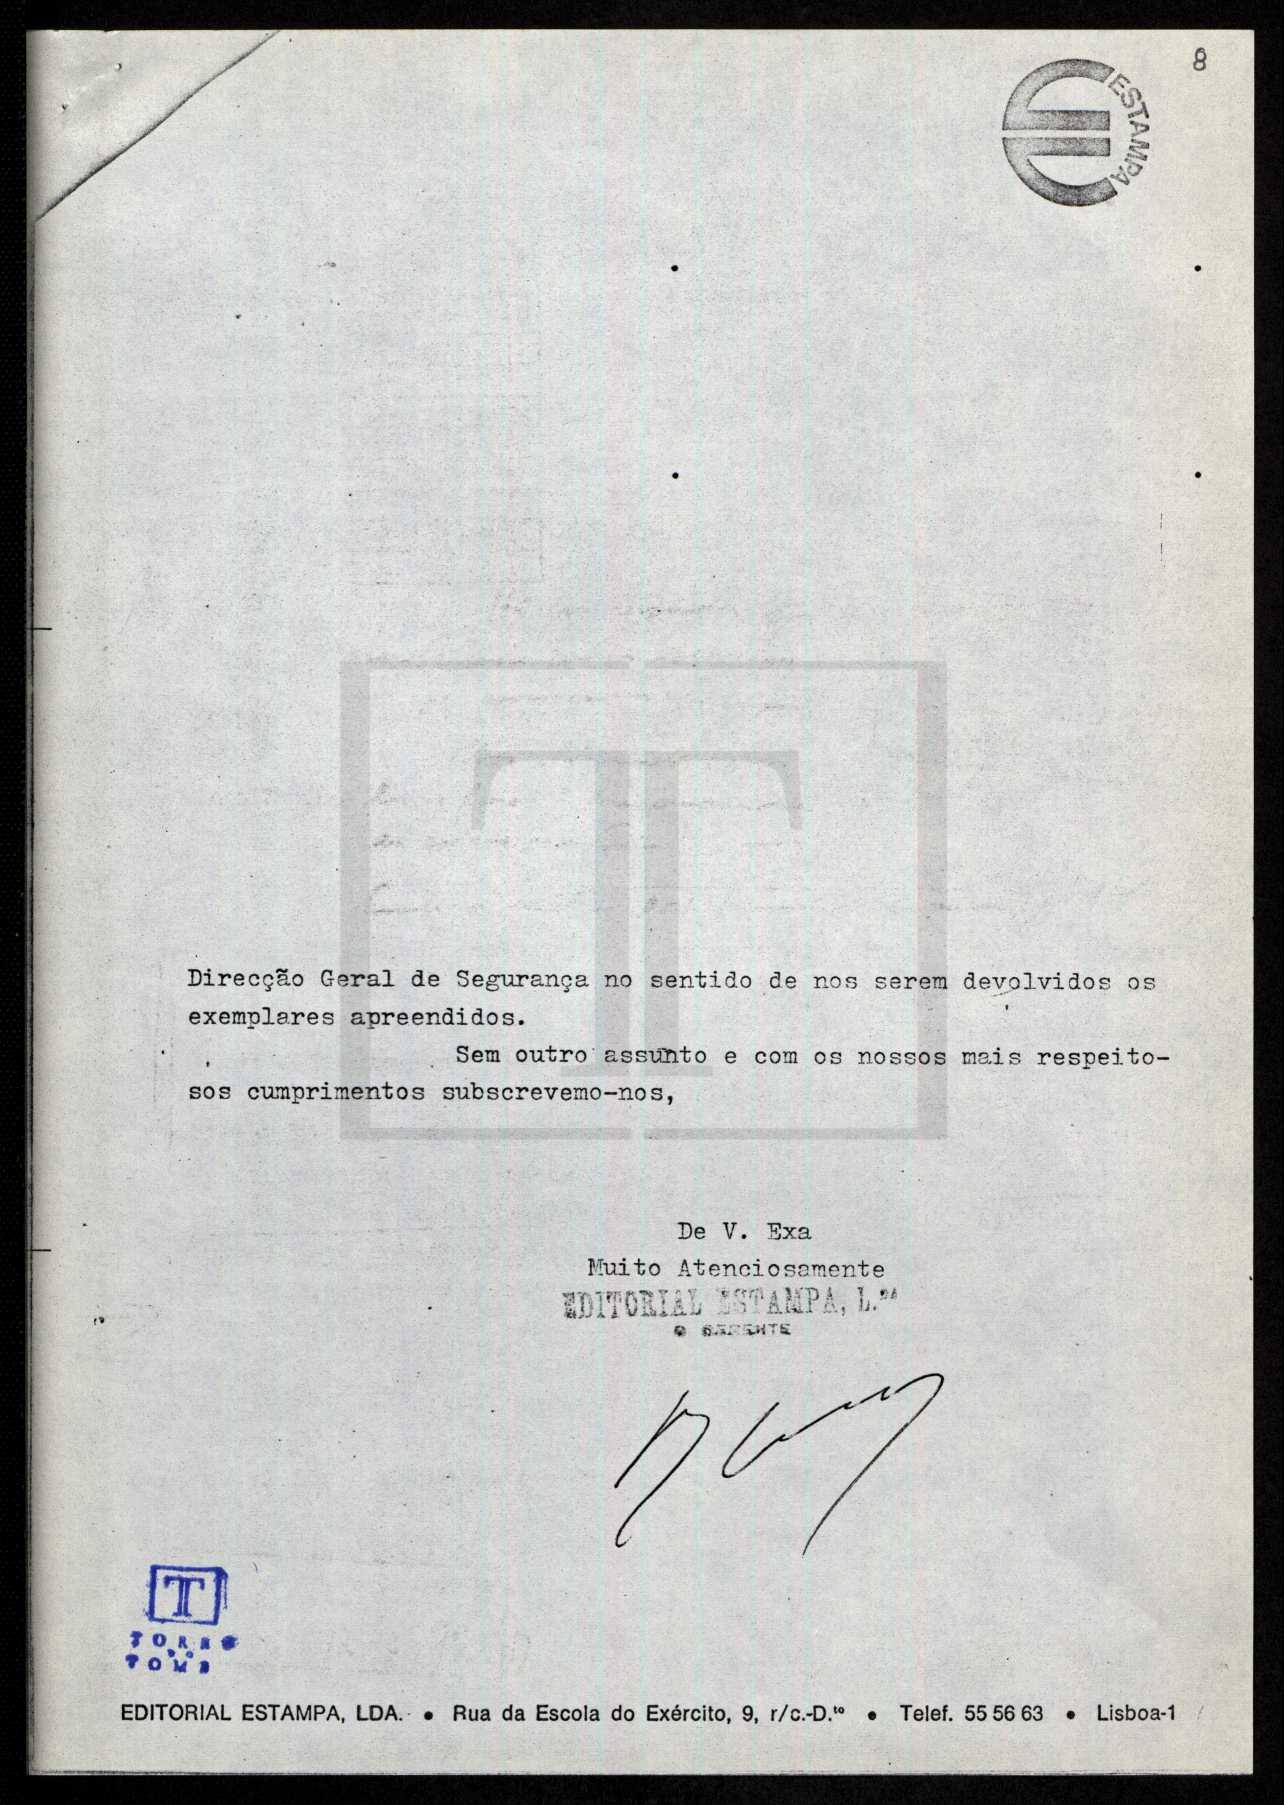 8
ESTAMPA
Direcção Geral de Segurança no sentido de nos serem devolvidos os
exemplares apreendidos.
Sem outro assunto e com os nossos mais respeito-
sos cumprimentos subscrevemo-nos,
De V. Exa
Muito Atenciosamente
EDITORIAL ESTAMPA, L.DA
O GERENTE
T
TORRE
DO
TOMBO
EDITORIAL ESTAMPA, LDA. • Rua da Escola do Exército, 9, r/c.-D.to • Telef. 55 56 63 • Lisboa-1